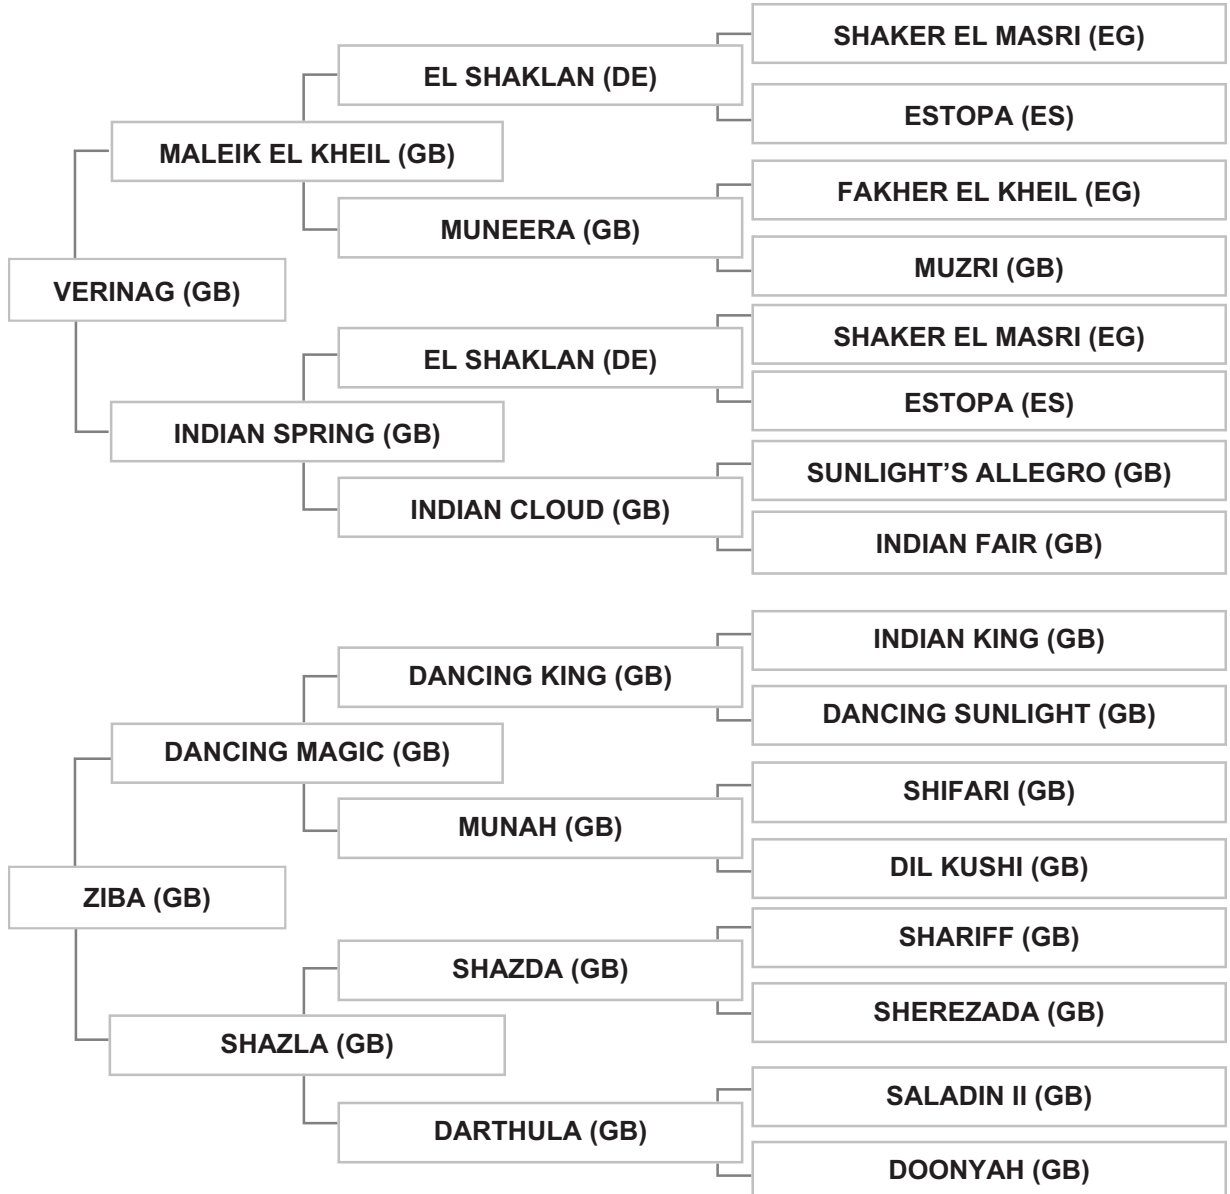 SHAKER EL MASRI (EG)
EL SHAKLAN (DE)
ESTOPA (ES)
MALEIK EL KHEIL (GB)
FAKHER EL KHEIL (EG)
MUNEERA (GB)
MUZRI (GB)
VERINAG (GB)
SHAKER EL MASRI (EG)
EL SHAKLAN (DE)
ESTOPA (ES)
INDIAN SPRING (GB)
SUNLIGHT’S ALLEGRO (GB)
INDIAN CLOUD (GB)
INDIAN FAIR (GB)
INDIAN KING (GB)
DANCING KING (GB)
DANCING SUNLIGHT (GB)
DANCING MAGIC (GB)
SHIFARI (GB)
MUNAH (GB)
DIL KUSHI (GB)
ZIBA (GB)
SHARIFF (GB)
SHAZDA (GB)
SHEREZADA (GB)
SHAZLA (GB)
SALADIN II (GB)
DARTHULA (GB)
DOONYAH (GB)